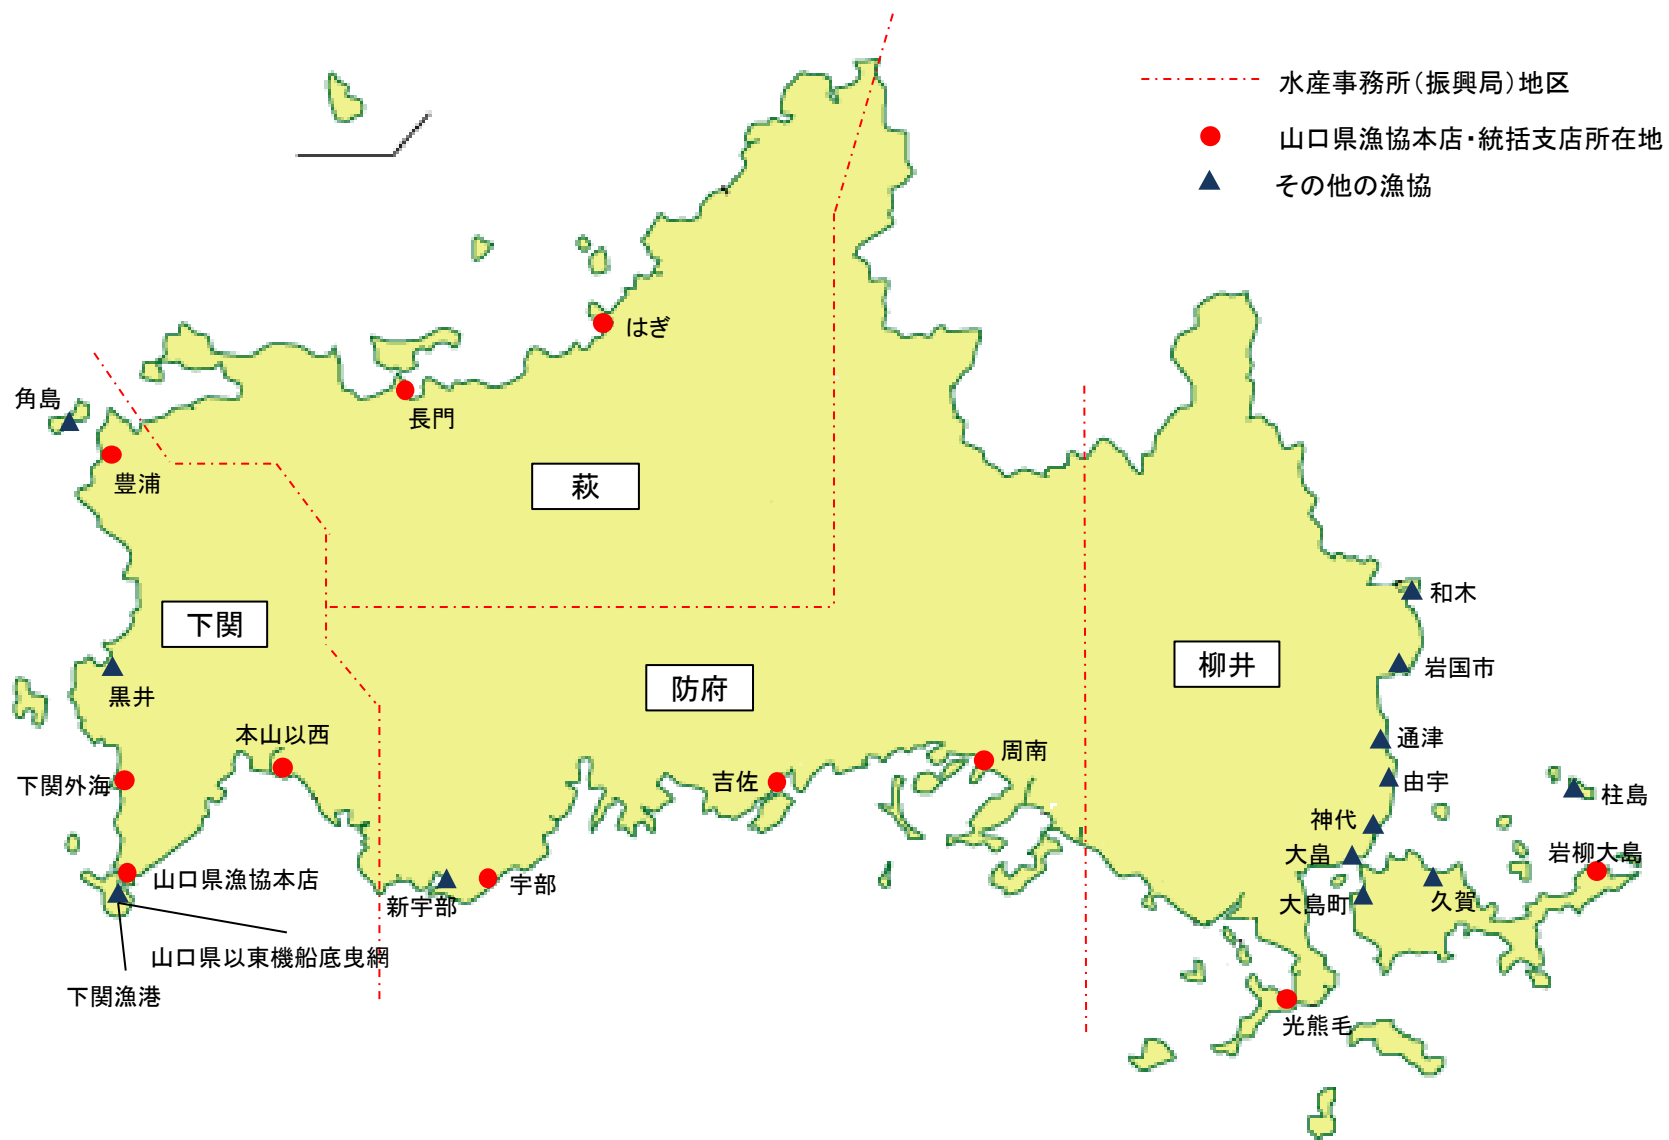 水産事務所(振興局)地区
山口県漁協本店・統括支店所在地
その他の漁協
はぎ
角島
長門
豊浦
萩
和木
下関
柳井
岩国市
防府
黒井
本山以西
通津
周南
下関外海
吉佐
由宇
柱島
神代
大畠
岩柳大島
山口県漁協本店
宇部
新宇部
大島町
久賀
山口県以東機船底曳網
下関漁港
光熊毛